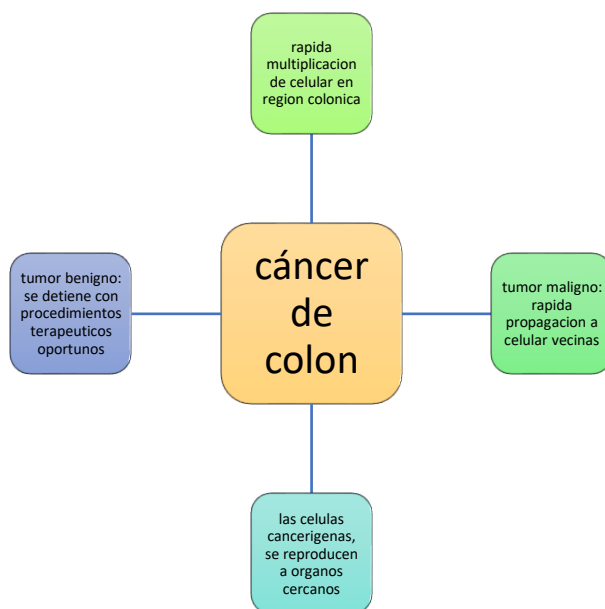 rapida
multiplicacion
de celular en
region colonica
tumor benigno:
se detiene con
procedimientos
terapeuticos
oportunos
cáncer
de
colon
tumor maligno:
rapida
propagacion a
celular vecinas
las celulas
cancerigenas,
se reproducen
a organos
cercanos